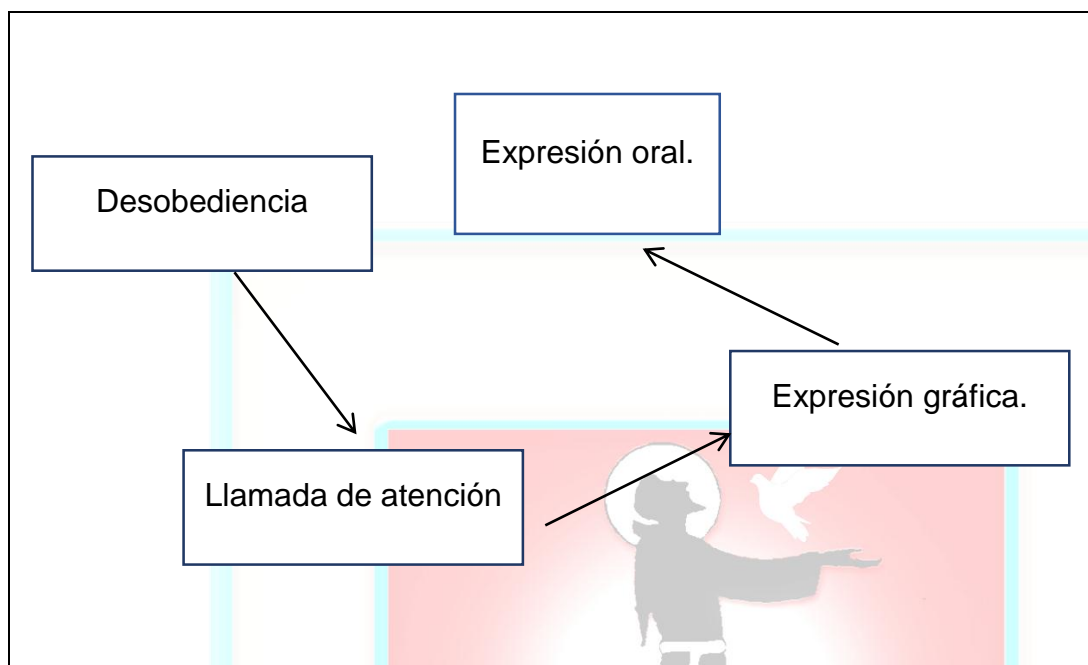 Expresión oral.
Desobediencia
Expresión gráfica.
Llamada de atención